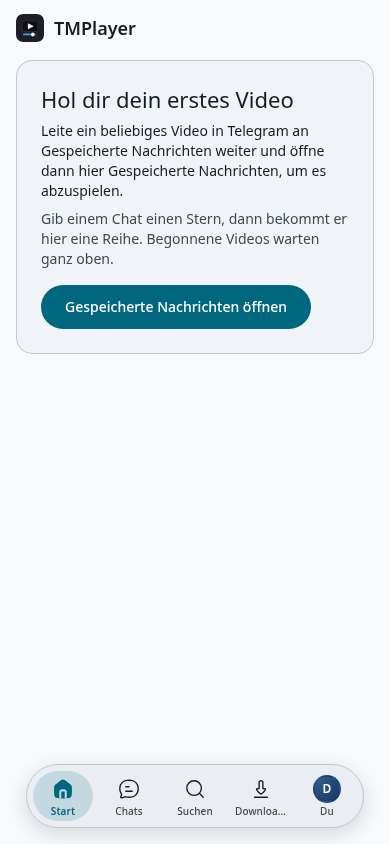 TMPlayer
Hol dir dein erstes Video
Leite ein beliebiges Video in Telegram an
Gespeicherte Nachrichten weiter und öffne
dann hier Gespeicherte Nachrichten, um es
abzuspielen.
Gib einem Chat einen Stern, dann bekommt er
hier eine Reihe. Begonnene Videos warten
ganz oben.
Gespeicherte Nachrichten öffnen
D
Start
Chats
Suchen
Downloa...
Du